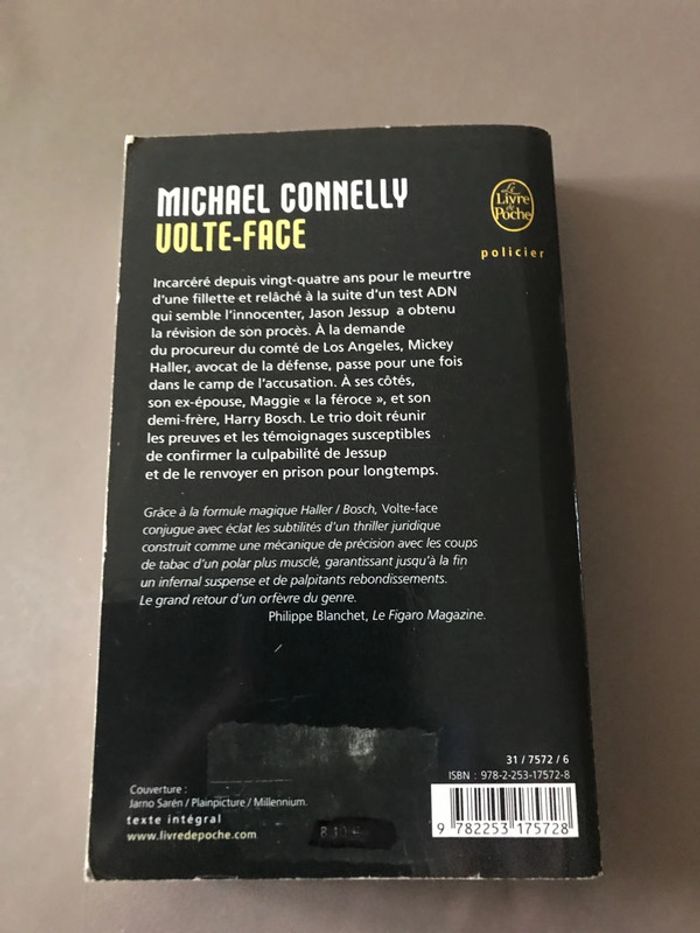 MICHAEL CONNELLY
VOLTE-FACE
Le
Livre
de
Poche
policier
Incarcéré depuis vingt-quatre ans pour le meurtre
d'une fillette et relâché à la suite d'un test ADN
qui semble l'innocenter, Jason Jessup a obtenu
la révision de son procès. À la demande
du procureur du comté de Los Angeles, Mickey
Haller, avocat de la défense, passe pour une fois
dans le camp de l'accusation. À ses côtés,
son ex-épouse, Maggie « la féroce », et son
demi-frère, Harry Bosch. Le trio doit réunir
les preuves et les témoignages susceptibles
de confirmer la culpabilité de Jessup
et de le renvoyer en prison pour longtemps.
Grâce à la formule magique Haller / Bosch, Volte-face
conjugue avec éclat les subtilités d'un thriller juridique
construit comme une mécanique de précision avec les coups
de tabac d'un polar plus musclé, garantissant jusqu'à la fin
un infernal suspense et de palpitants rebondissements.
Le grand retour d'un orfèvre du genre.
Philippe Blanchet, Le Figaro Magazine.
31 / 7572 / 6
ISBN : 978-2-253-17572-8
Couverture :
Jarno Sarén / Plainpicture / Millennium.
texte intégral
www.livredepoche.com
9 782253 175728